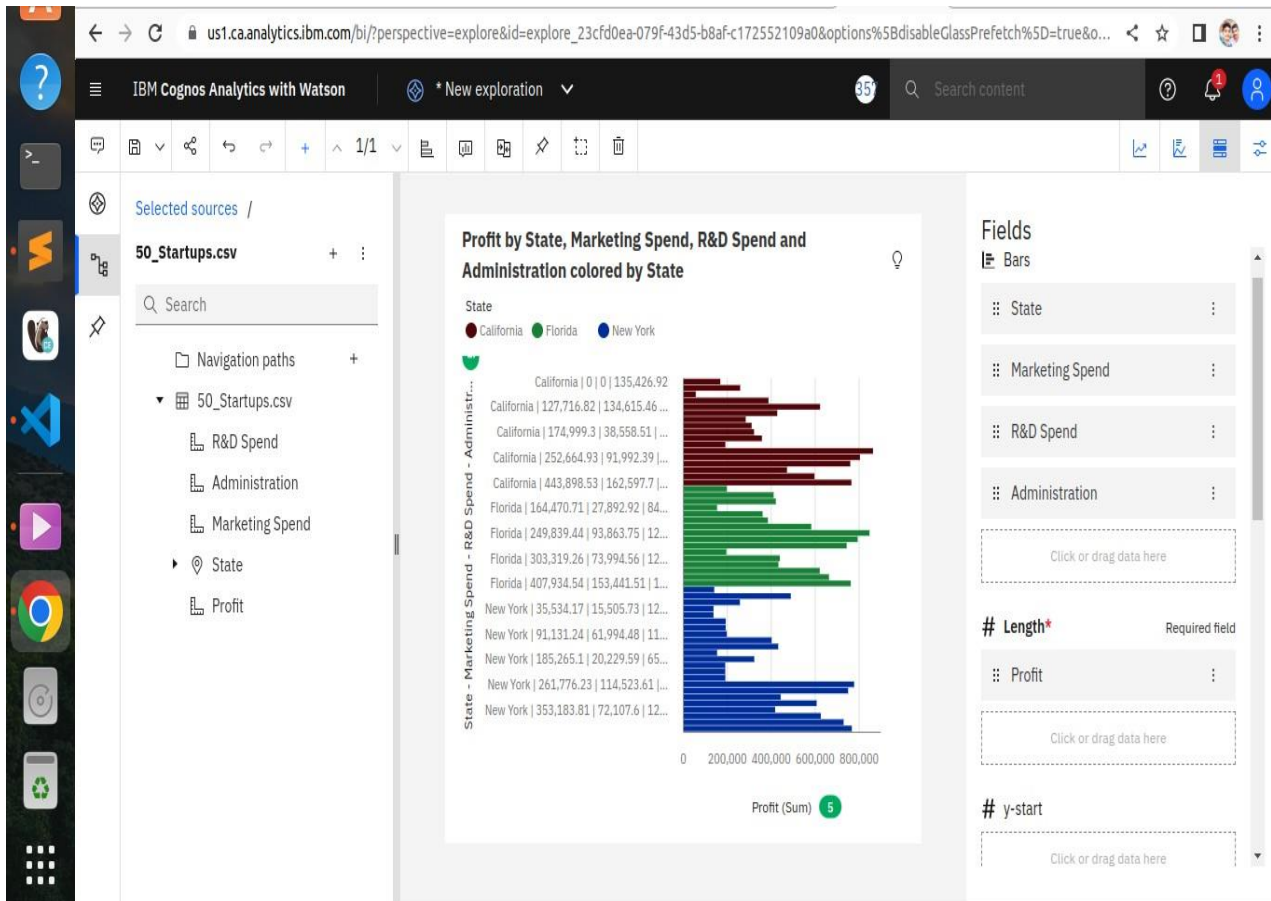 us1.ca.analytics.ibm.com/bi/?perspective=explore&id=explore_23cfd0ea-079f-43d5-b8af-c172552109a0&options%5BdisableGlassPrefetch%5D=true&o...
IBM Cognos Analytics with Watson
* New exploration
Search content
1
1/1
Selected sources /
50_Startups.csv
Search
Navigation paths
50_Startups.csv
R&D Spend
Administration
Marketing Spend
State
Profit
Profit by State, Marketing Spend, R&D Spend and
Administration colored by State
State
California
Florida
New York
State - Marketing Spend - R&D Spend - Administr...
California | 0 | 0 | 135,426.92
California | 127,716.82 | 134,615.46 ...
California | 174,999.3 | 38,558.51 | ...
California | 252,664.93 | 91,992.39 |...
California | 443,898.53 | 162,597.7 |...
Florida | 164,470.71 | 27,892.92 | 84...
Florida | 249,839.44 | 93,863.75 | 12...
Florida | 303,319.26 | 73,994.56 | 12...
Florida | 407,934.54 | 153,441.51 | 1...
New York | 35,534.17 | 15,505.73 | 12...
New York | 91,131.24 | 61,994.48 | 11...
New York | 185,265.1 | 20,229.59 | 65...
New York | 261,776.23 | 114,523.61 |...
New York | 353,183.81 | 72,107.6 | 12...
0 200,000 400,000 600,000 800,000
Profit (Sum) 5
Fields
Bars
State
Marketing Spend
R&D Spend
Administration
Click or drag data here
# Length* Required field
Profit
Click or drag data here
# y-start
Click or drag data here